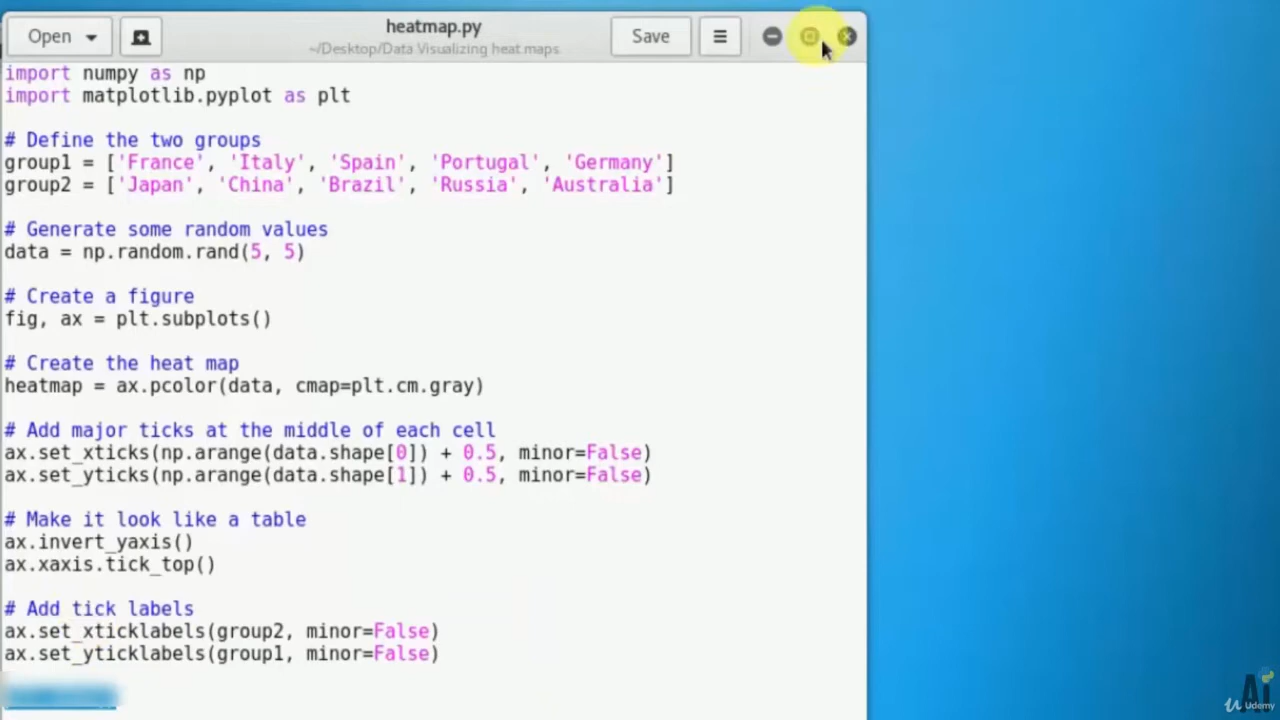 Open
heatmap.py
~/Desktop/Data Visualizing heat maps
Save
import numpy as np
import matplotlib.pyplot as plt
# Define the two groups
group1 = ['France', 'Italy', 'Spain', 'Portugal', 'Germany']
group2 = ['Japan', 'China', 'Brazil', 'Russia', 'Australia']
# Generate some random values
data = np.random.rand(5, 5)
# Create a figure
fig, ax = plt.subplots()
# Create the heat map
heatmap = ax.pcolor(data, cmap=plt.cm.gray)
# Add major ticks at the middle of each cell
ax.set_xticks(np.arange(data.shape[0]) + 0.5, minor=False)
ax.set_yticks(np.arange(data.shape[1]) + 0.5, minor=False)
# Make it look like a table
ax.invert_yaxis()
ax.xaxis.tick_top()
# Add tick labels
ax.set_xticklabels(group2, minor=False)
ax.set_yticklabels(group1, minor=False)
Ai
Udemy